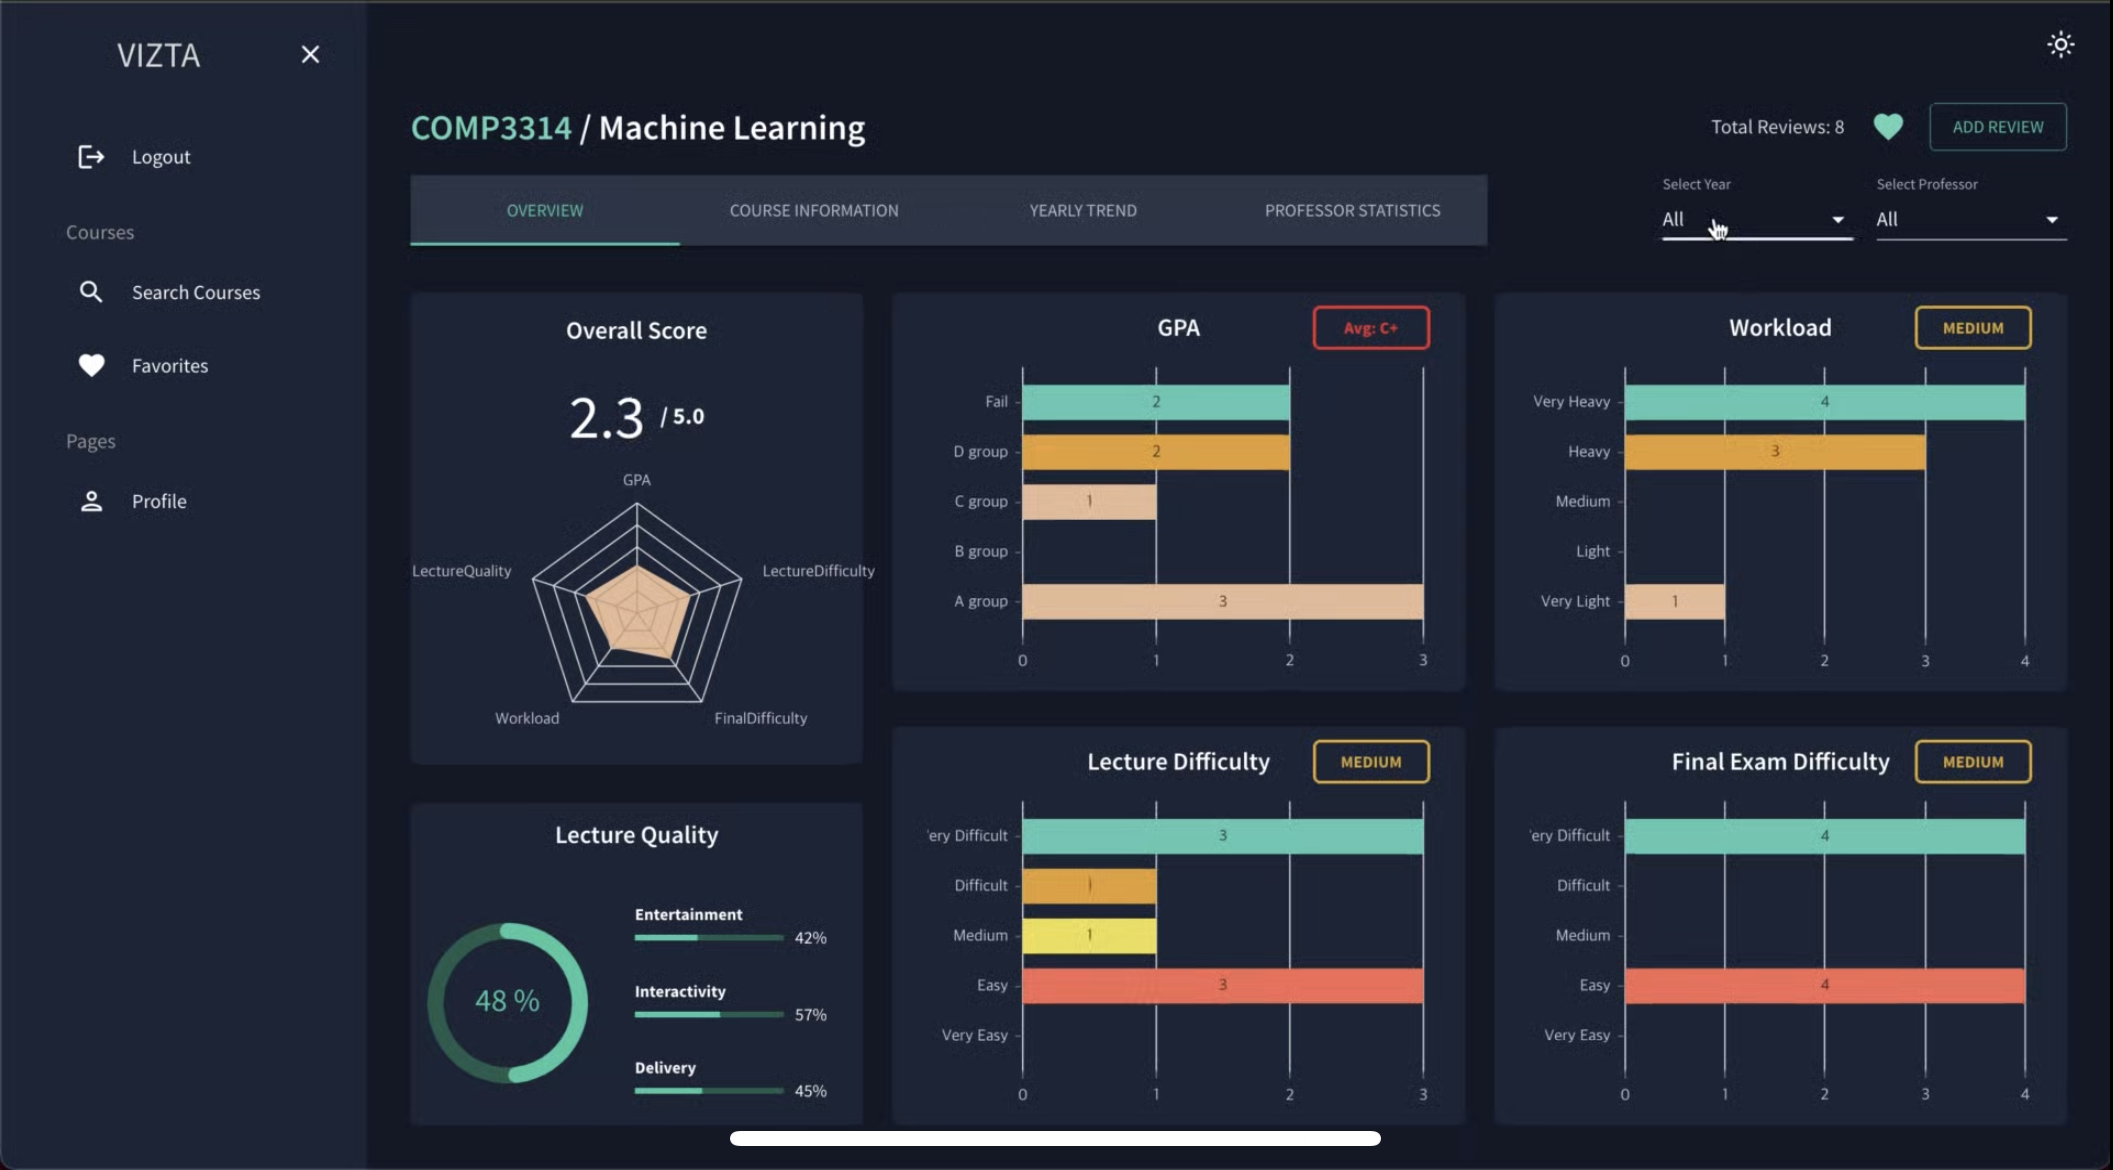 VIZTA
Logout
Courses
Search Courses
Favorites
Pages
Profile
COMP3314 / Machine Learning
Total Reviews: 8
ADD REVIEW
OVERVIEW
COURSE INFORMATION
YEARLY TREND
PROFESSOR STATISTICS
Select Year
All
Select Professor
All
Overall Score
2.3 / 5.0
GPA
LectureQuality
LectureDifficulty
Workload
FinalDifficulty
GPA
Avg: C+
Fail
2
D group
2
C group
1
B group
A group
3
0 1 2 3
Workload
MEDIUM
Very Heavy
4
Heavy
3
Medium
Light
Very Light
1
0 1 2 3 4
Lecture Quality
48 %
Entertainment
42%
Interactivity
57%
Delivery
45%
Lecture Difficulty
MEDIUM
ery Difficult
3
Difficult
1
Medium
1
Easy
3
Very Easy
0 1 2 3
Final Exam Difficulty
MEDIUM
ery Difficult
4
Difficult
Medium
Easy
4
Very Easy
0 1 2 3 4